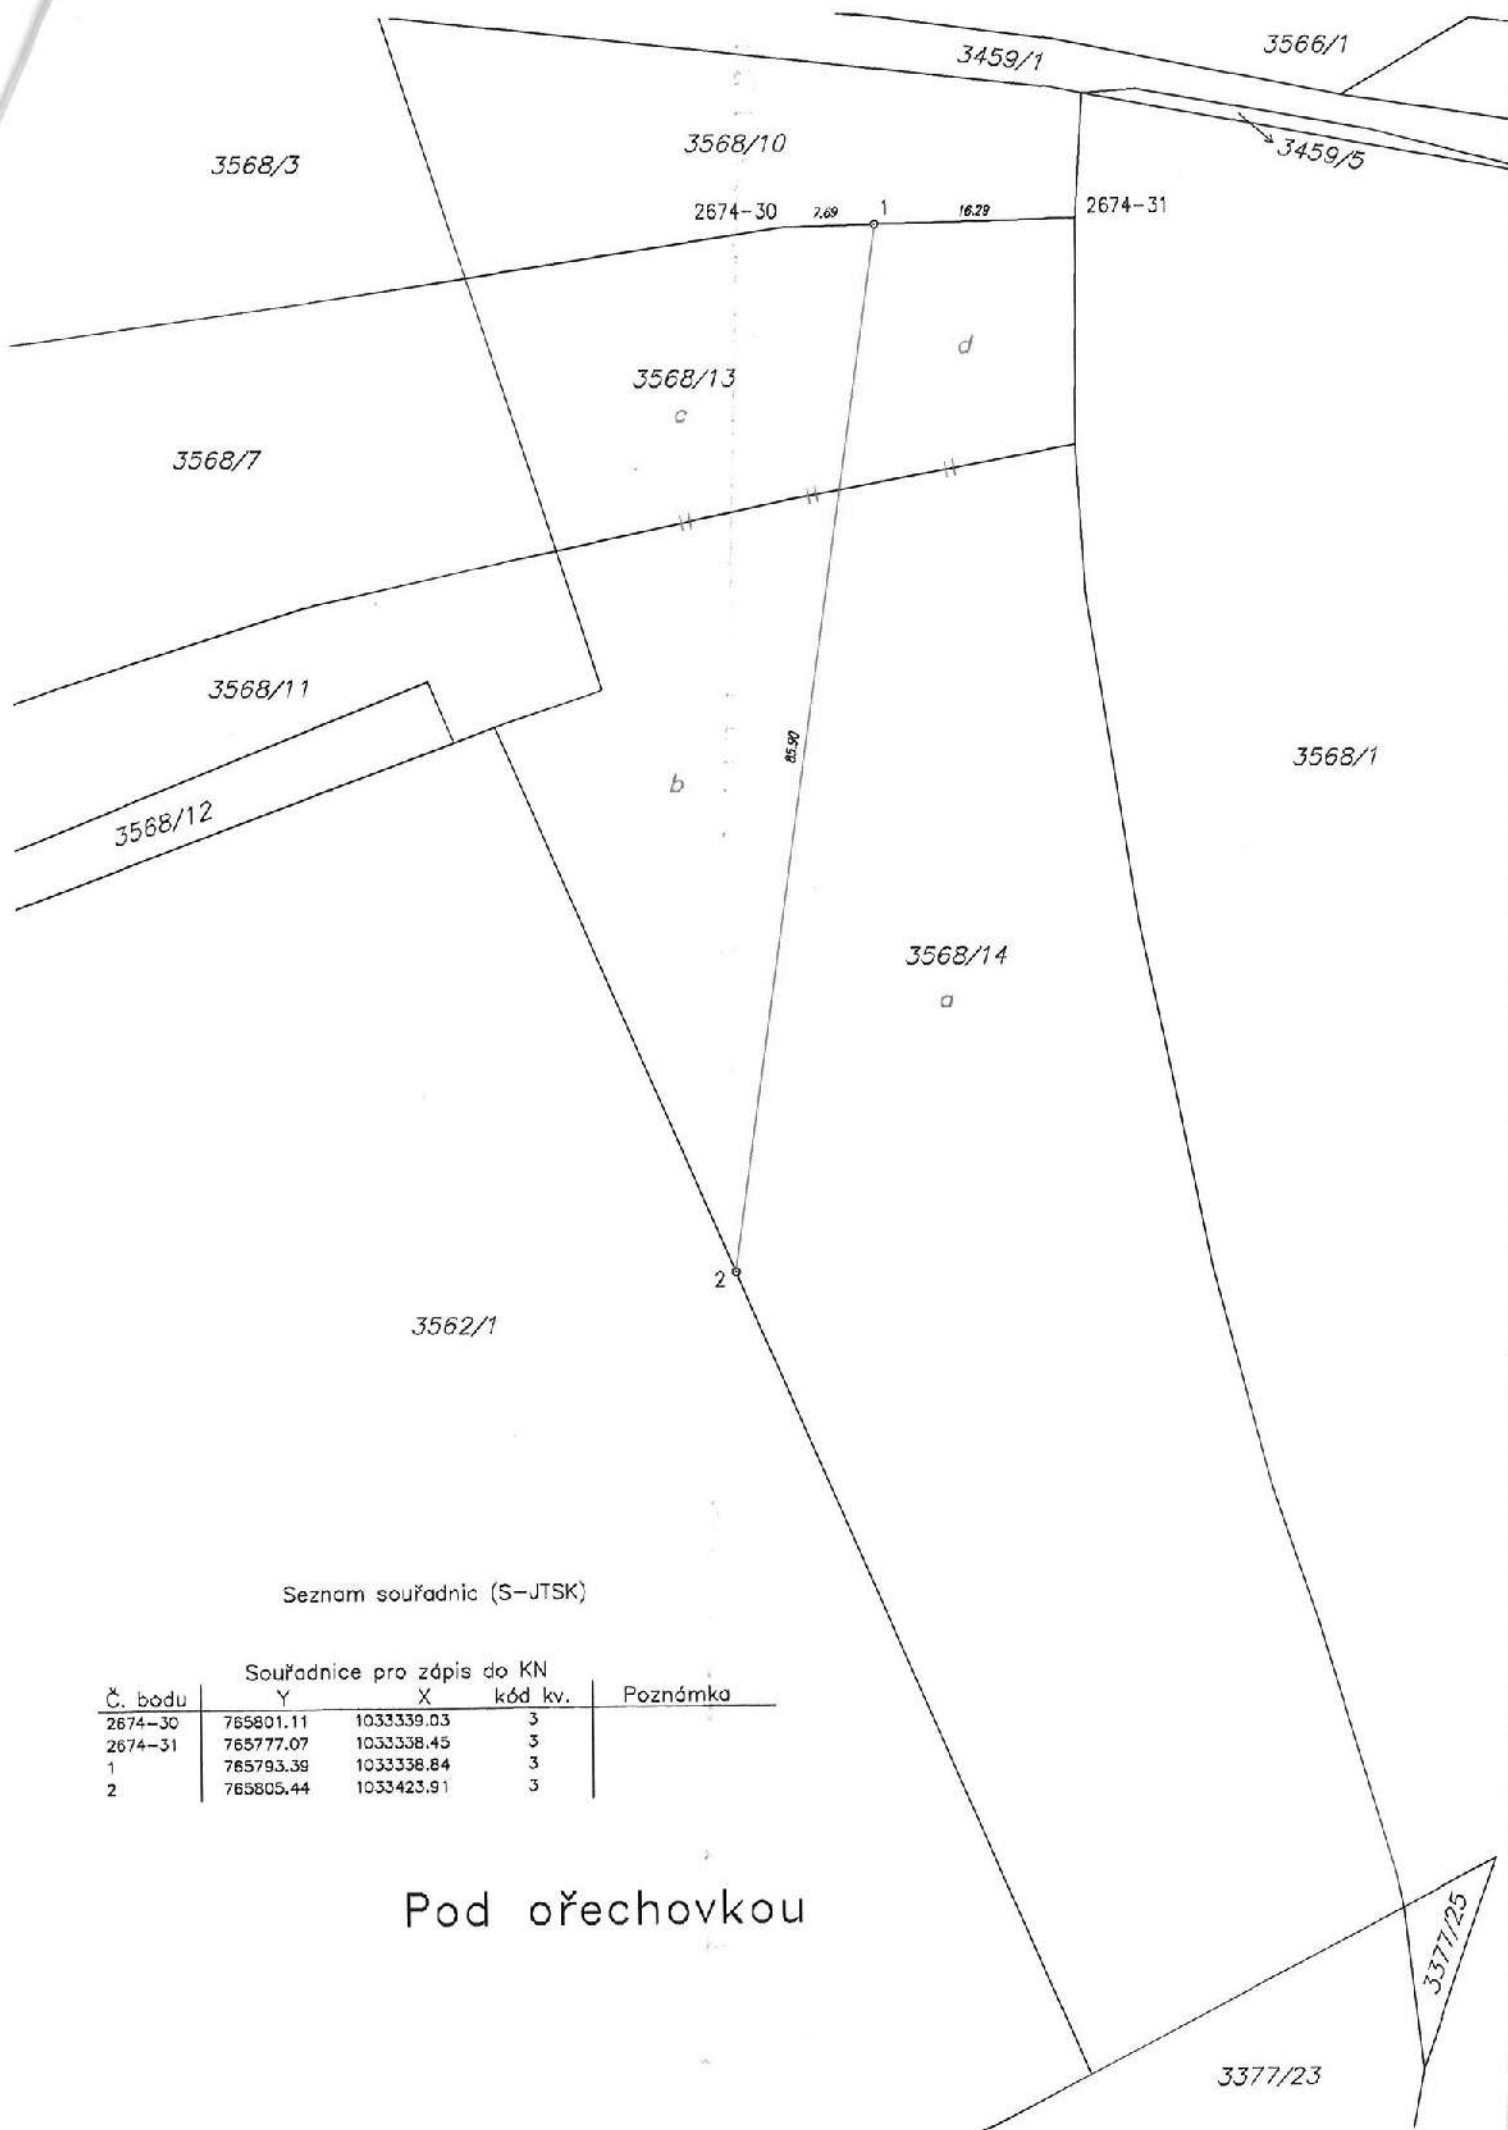 3566/1
3459/1
3568/10
3459/5
3568/3
2674-30 7.69 1 16.29 2674-31
d
3568/13
c
3568/7
3568/11
85.90
3568/1
b
3568/12
3568/14
a
2
3562/1
Seznam souřadnic (S-JTSK)
Souřadnice pro zápis do KN
Č. bodu Y X kód kv. Poznámka
2674-30 765801.11 1033339.03 3
2674-31 765777.07 1033338.45 3
1 765793.39 1033338.84 3
2 765805.44 1033423.91 3
Pod ořechovkou
3377/25
3377/23